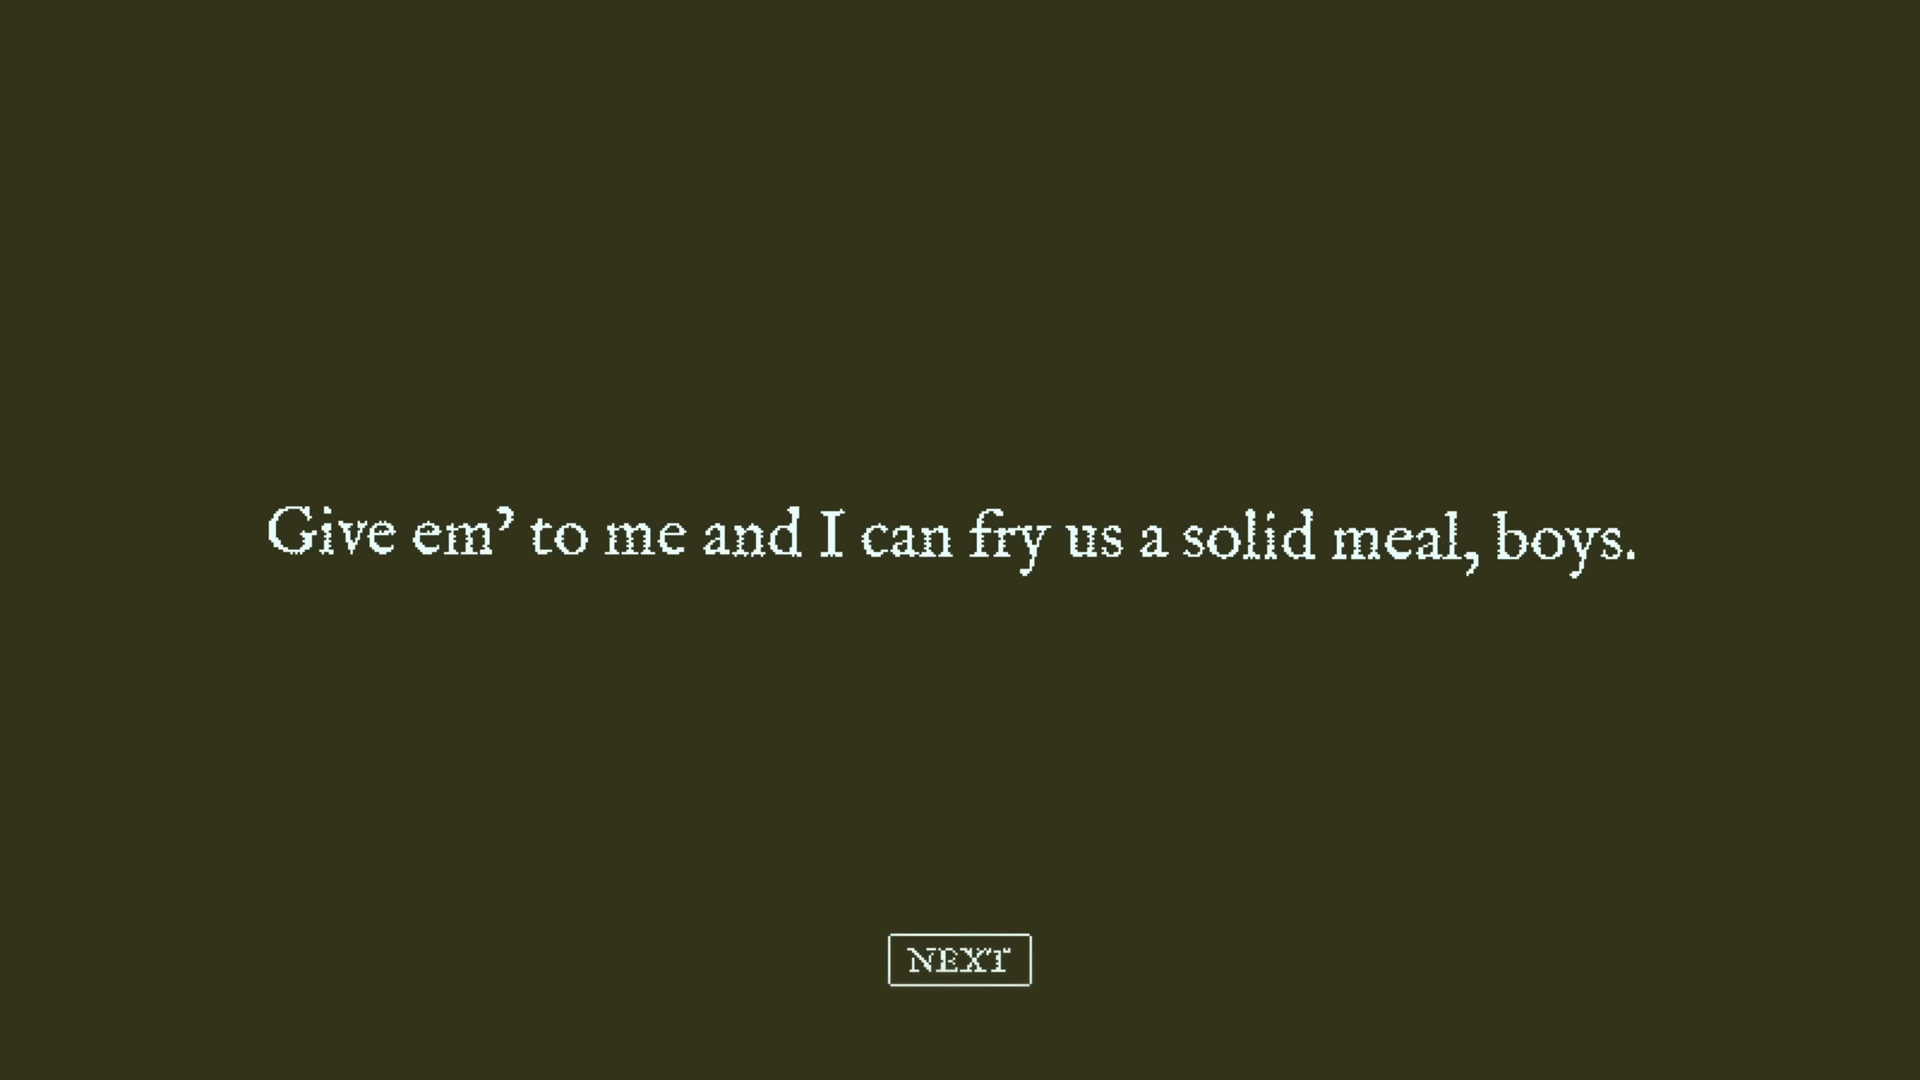 Give em’ to me and I can fry us a solid meal, boys.
NEXT